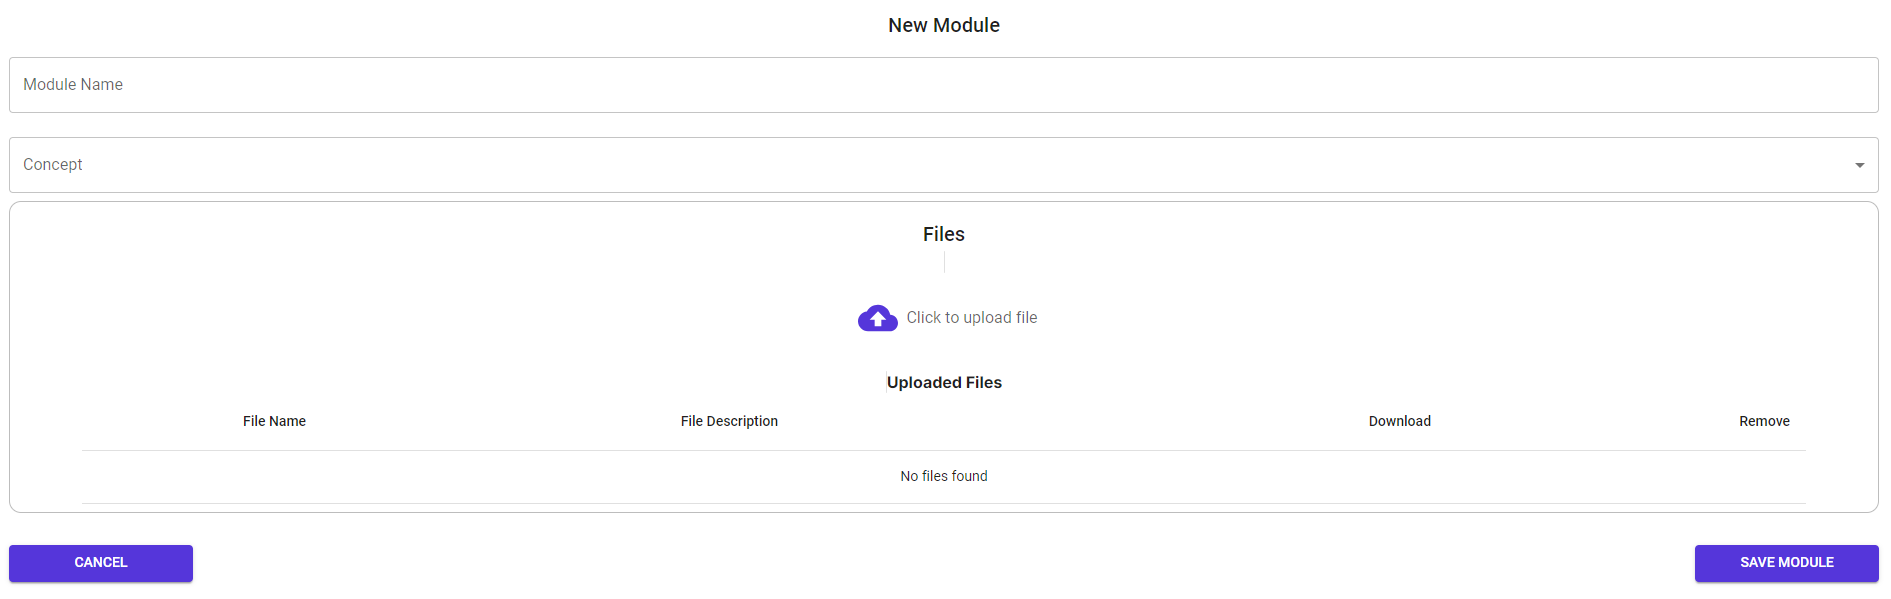 New Module
Module Name
Concept
Files
Click to upload file
Uploaded Files
File Name File Description Download Remove
No files found
CANCEL SAVE MODULE